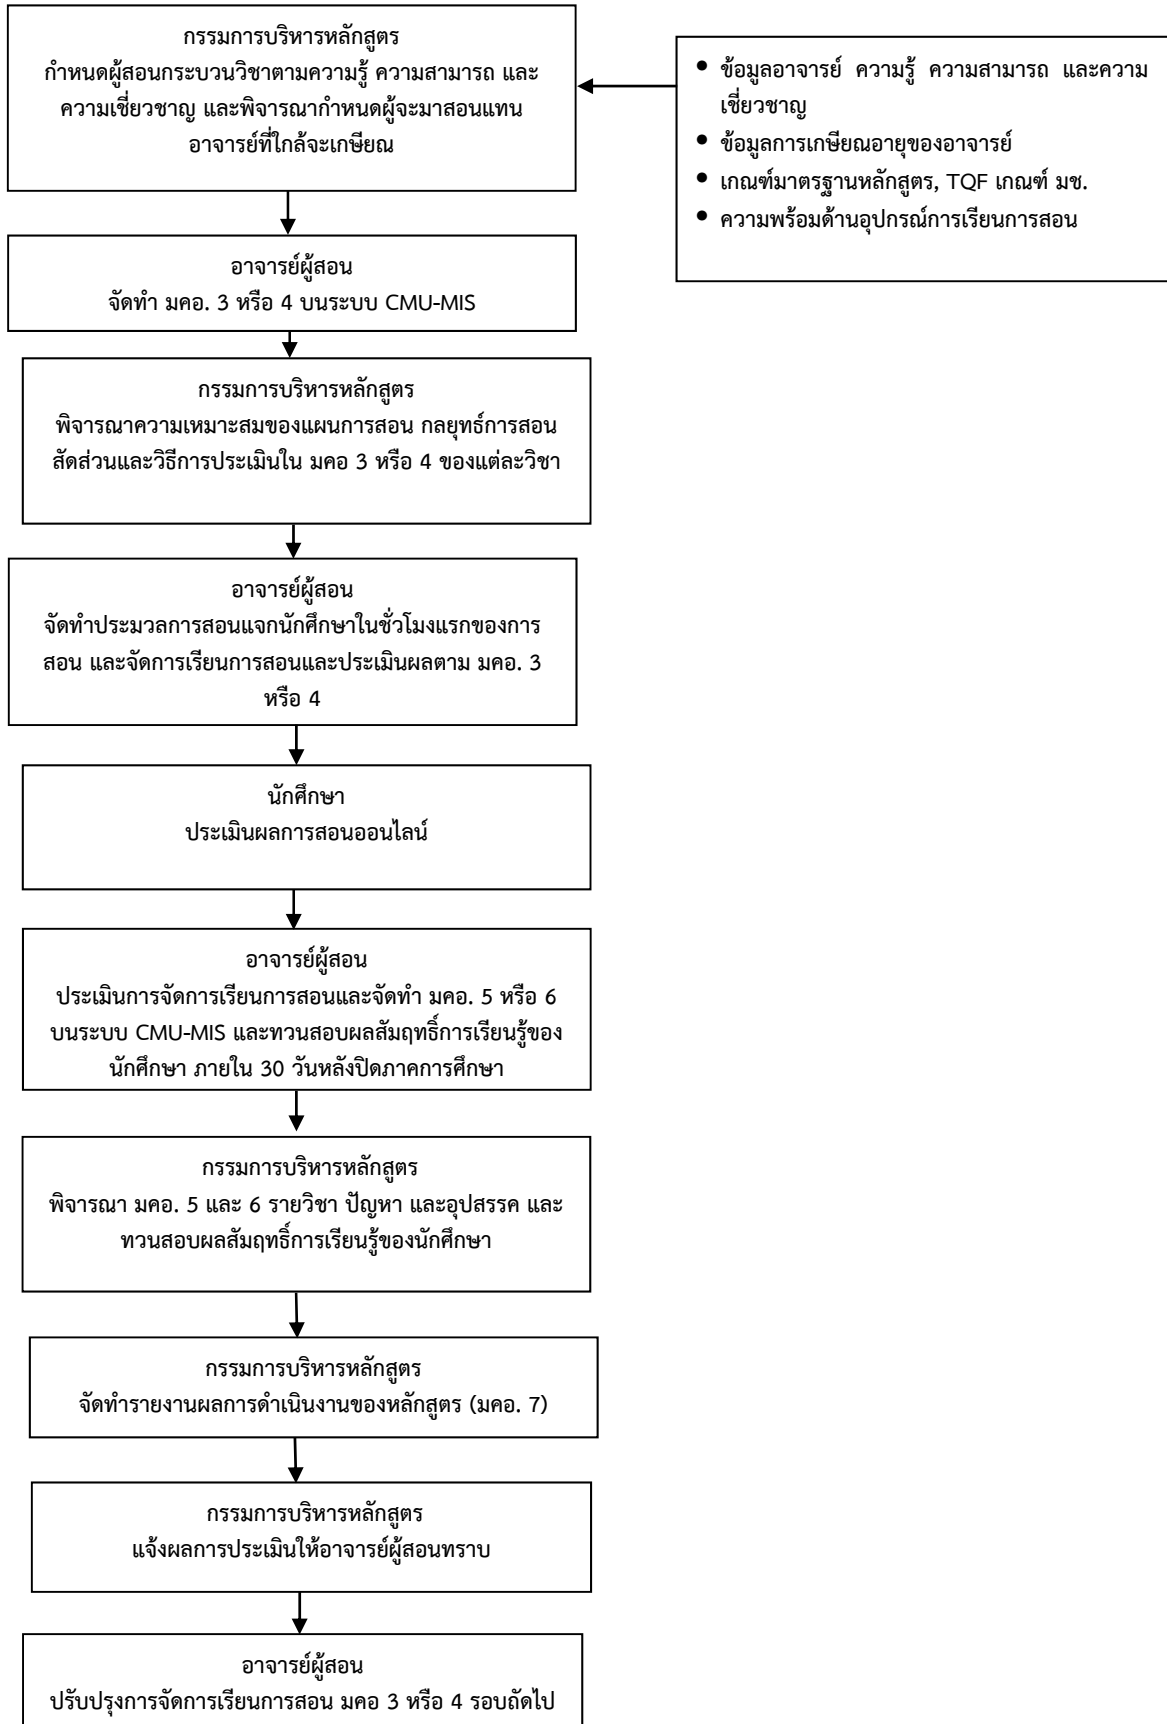 กรรมการบริหารหลักสูตร
กำหนดผู้สอนกระบวนวิชาตามความรู้ ความสามารถ และ
ความเชี่ยวชาญ และพิจารณากำหนดผู้จะมาสอนแทน
อาจารย์ที่ใกล้จะเกษียณ
● ข้อมูลอาจารย์ ความรู้ ความสามารถ และความ
เชี่ยวชาญ
● ข้อมูลการเกษียณอายุของอาจารย์
● เกณฑ์มาตรฐานหลักสูตร, TQF เกณฑ์ มช.
● ความพร้อมด้านอุปกรณ์การเรียนการสอน
อาจารย์ผู้สอน
จัดทำ มคอ. 3 หรือ 4 บนระบบ CMU-MIS
กรรมการบริหารหลักสูตร
พิจารณาความเหมาะสมของแผนการสอน กลยุทธ์การสอน
สัดส่วนและวิธีการประเมินใน มคอ 3 หรือ 4 ของแต่ละวิชา
อาจารย์ผู้สอน
จัดทำประมวลการสอนแจกนักศึกษาในชั่วโมงแรกของการ
สอน และจัดการเรียนการสอนและประเมินผลตาม มคอ. 3
หรือ 4
นักศึกษา
ประเมินผลการสอนออนไลน์
อาจารย์ผู้สอน
ประเมินการจัดการเรียนการสอนและจัดทำ มคอ. 5 หรือ 6
บนระบบ CMU-MIS และทวนสอบผลสัมฤทธิ์การเรียนรู้ของ
นักศึกษา ภายใน 30 วันหลังปิดภาคการศึกษา
กรรมการบริหารหลักสูตร
พิจารณา มคอ. 5 และ 6 รายวิชา ปัญหา และอุปสรรค และ
ทวนสอบผลสัมฤทธิ์การเรียนรู้ของนักศึกษา
กรรมการบริหารหลักสูตร
จัดทำรายงานผลการดำเนินงานของหลักสูตร (มคอ. 7)
กรรมการบริหารหลักสูตร
แจ้งผลการประเมินให้อาจารย์ผู้สอนทราบ
อาจารย์ผู้สอน
ปรับปรุงการจัดการเรียนการสอน มคอ 3 หรือ 4 รอบถัดไป